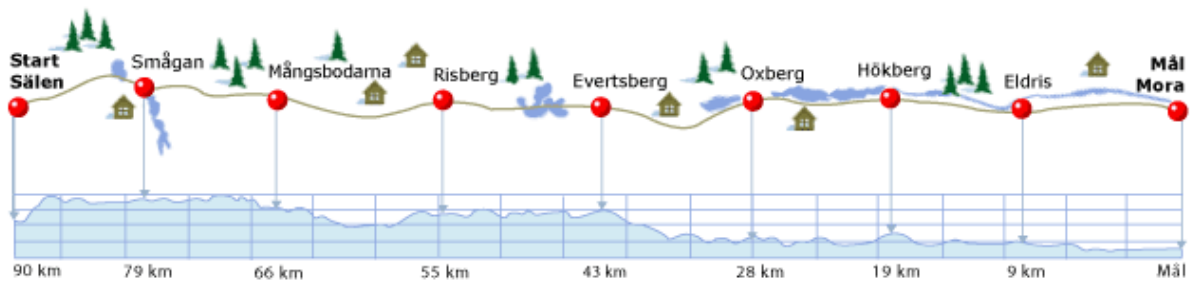 Start
Sälen
Smågan
Mångsbodarna
Risberg
Evertsberg
Oxberg
Hökberg
Eldris
Mål
Mora
90 km
79 km
66 km
55 km
43 km
28 km
19 km
9 km
Mål